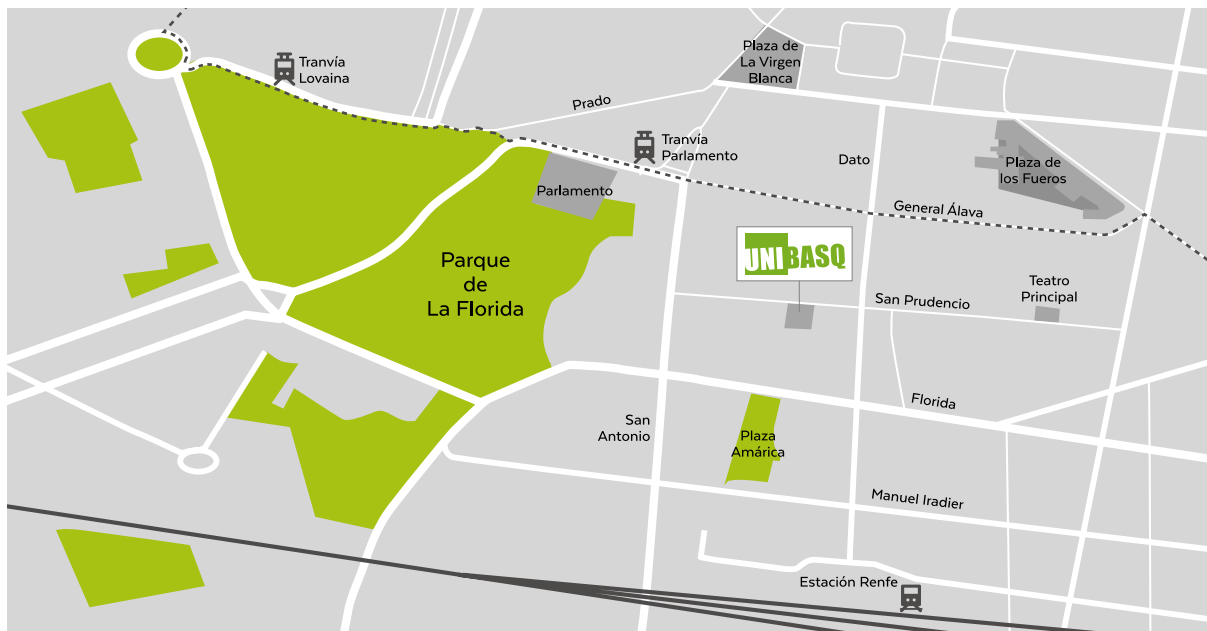 Plaza de
La Virgen
Blanca
Tranvía
Lovaina
Prado
Tranvía
Parlamento
Dato
Plaza de
los Fueros
Parlamento
General Álava
UNIBASQ
Parque
de
La Florida
Teatro
Principal
San Prudencio
Florida
San
Antonio
Plaza
Amárica
Manuel Iradier
Estación Renfe